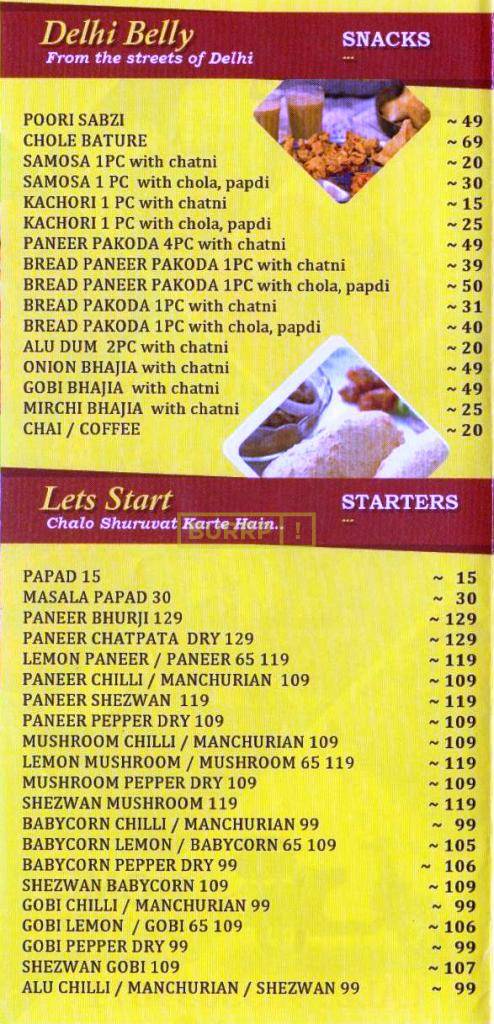 Delhi Belly
From the streets of Delhi
SNACKS
---
POORI SABZI ~ 49
CHOLE BATURE ~ 69
SAMOSA 1PC with chatni ~ 20
SAMOSA 1 PC with chola, papdi ~ 30
KACHORI 1 PC with chatni ~ 15
KACHORI 1 PC with chola, papdi ~ 25
PANEER PAKODA 4PC with chatni ~ 49
BREAD PANEER PAKODA 1PC with chatni ~ 39
BREAD PANEER PAKODA 1PC with chola, papdi ~ 50
BREAD PAKODA 1PC with chatni ~ 31
BREAD PAKODA 1PC with chola, papdi ~ 40
ALU DUM 2PC with chatni ~ 20
ONION BHAJIA with chatni ~ 49
GOBI BHAJIA with chatni ~ 49
MIRCHI BHAJIA with chatni ~ 25
CHAI / COFFEE ~ 20
Lets Start
Chalo Shuruvat Karte Hain..
STARTERS
---
BURRP!
PAPAD 15 ~ 15
MASALA PAPAD 30 ~ 30
PANEER BHURJI 129 ~ 129
PANEER CHATPATA DRY 129 ~ 129
LEMON PANEER / PANEER 65 119 ~ 119
PANEER CHILLI / MANCHURIAN 109 ~ 109
PANEER SHEZWAN 119 ~ 119
PANEER PEPPER DRY 109 ~ 109
MUSHROOM CHILLI / MANCHURIAN 109 ~ 109
LEMON MUSHROOM / MUSHROOM 65 119 ~ 119
MUSHROOM PEPPER DRY 109 ~ 109
SHEZWAN MUSHROOM 119 ~ 119
BABYCORN CHILLI / MANCHURIAN 99 ~ 99
BABYCORN LEMON / BABYCORN 65 109 ~ 105
BABYCORN PEPPER DRY 99 ~ 106
SHEZWAN BABYCORN 109 ~ 109
GOBI CHILLI / MANCHURIAN 99 ~ 99
GOBI LEMON / GOBI 65 109 ~ 106
GOBI PEPPER DRY 99 ~ 99
SHEZWAN GOBI 109 ~ 107
ALU CHILLI / MANCHURIAN / SHEZWAN 99 ~ 99